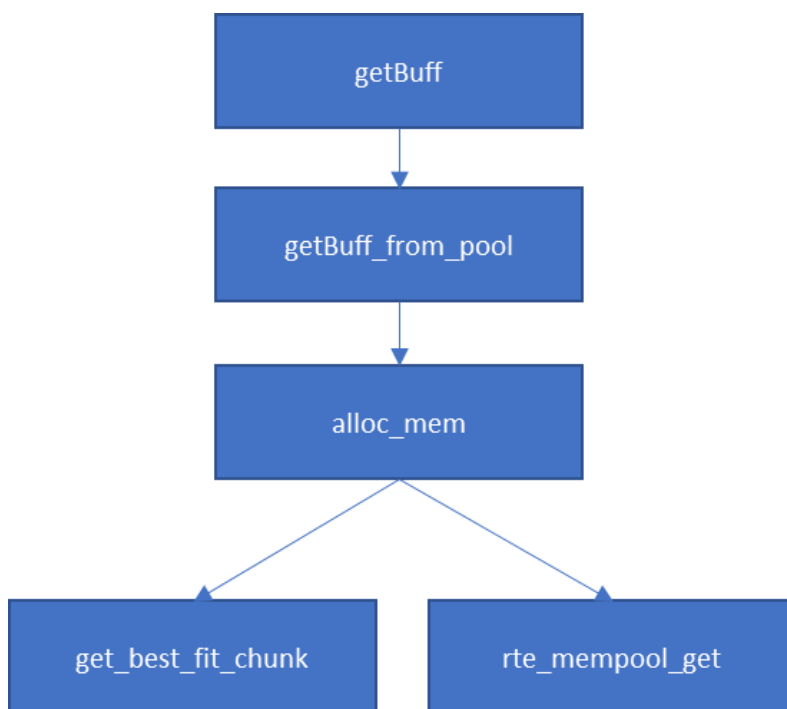 getBuff
getBuff_from_pool
alloc_mem
get_best_fit_chunk
rte_mempool_get